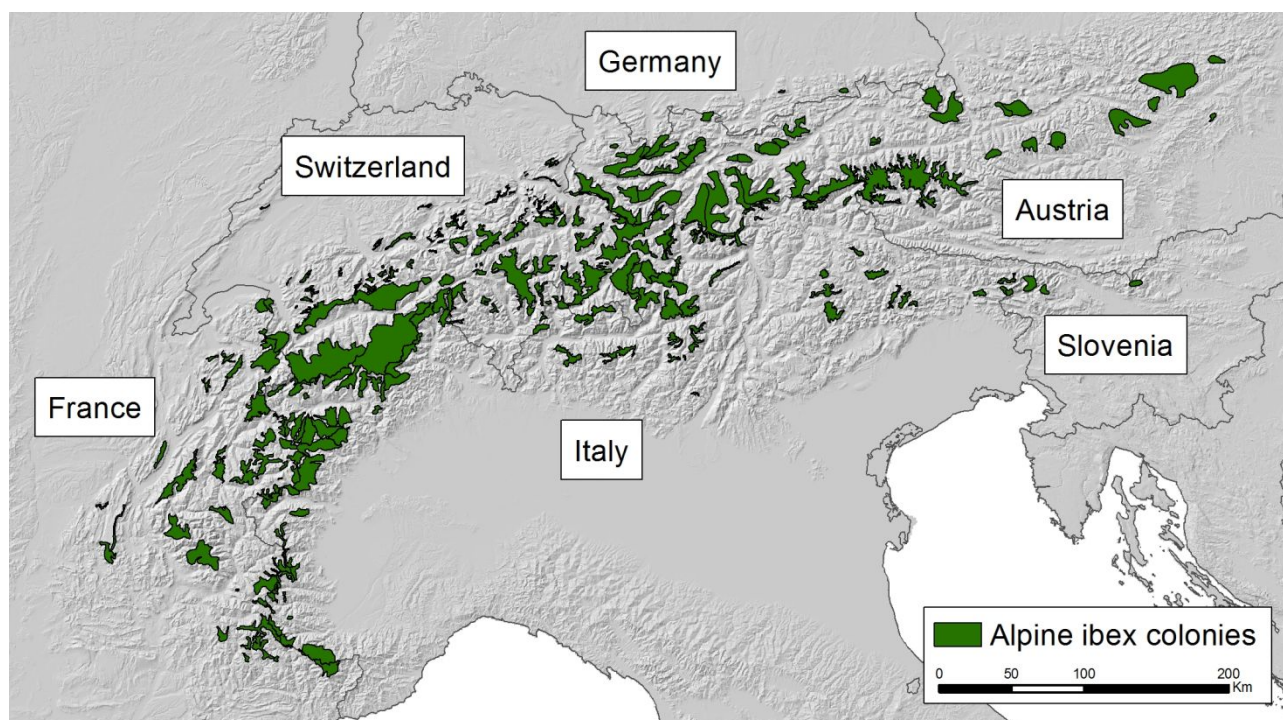 Germany
Switzerland
Austria
Slovenia
France
Italy
Alpine ibex colonies
0 50 100 200
Km